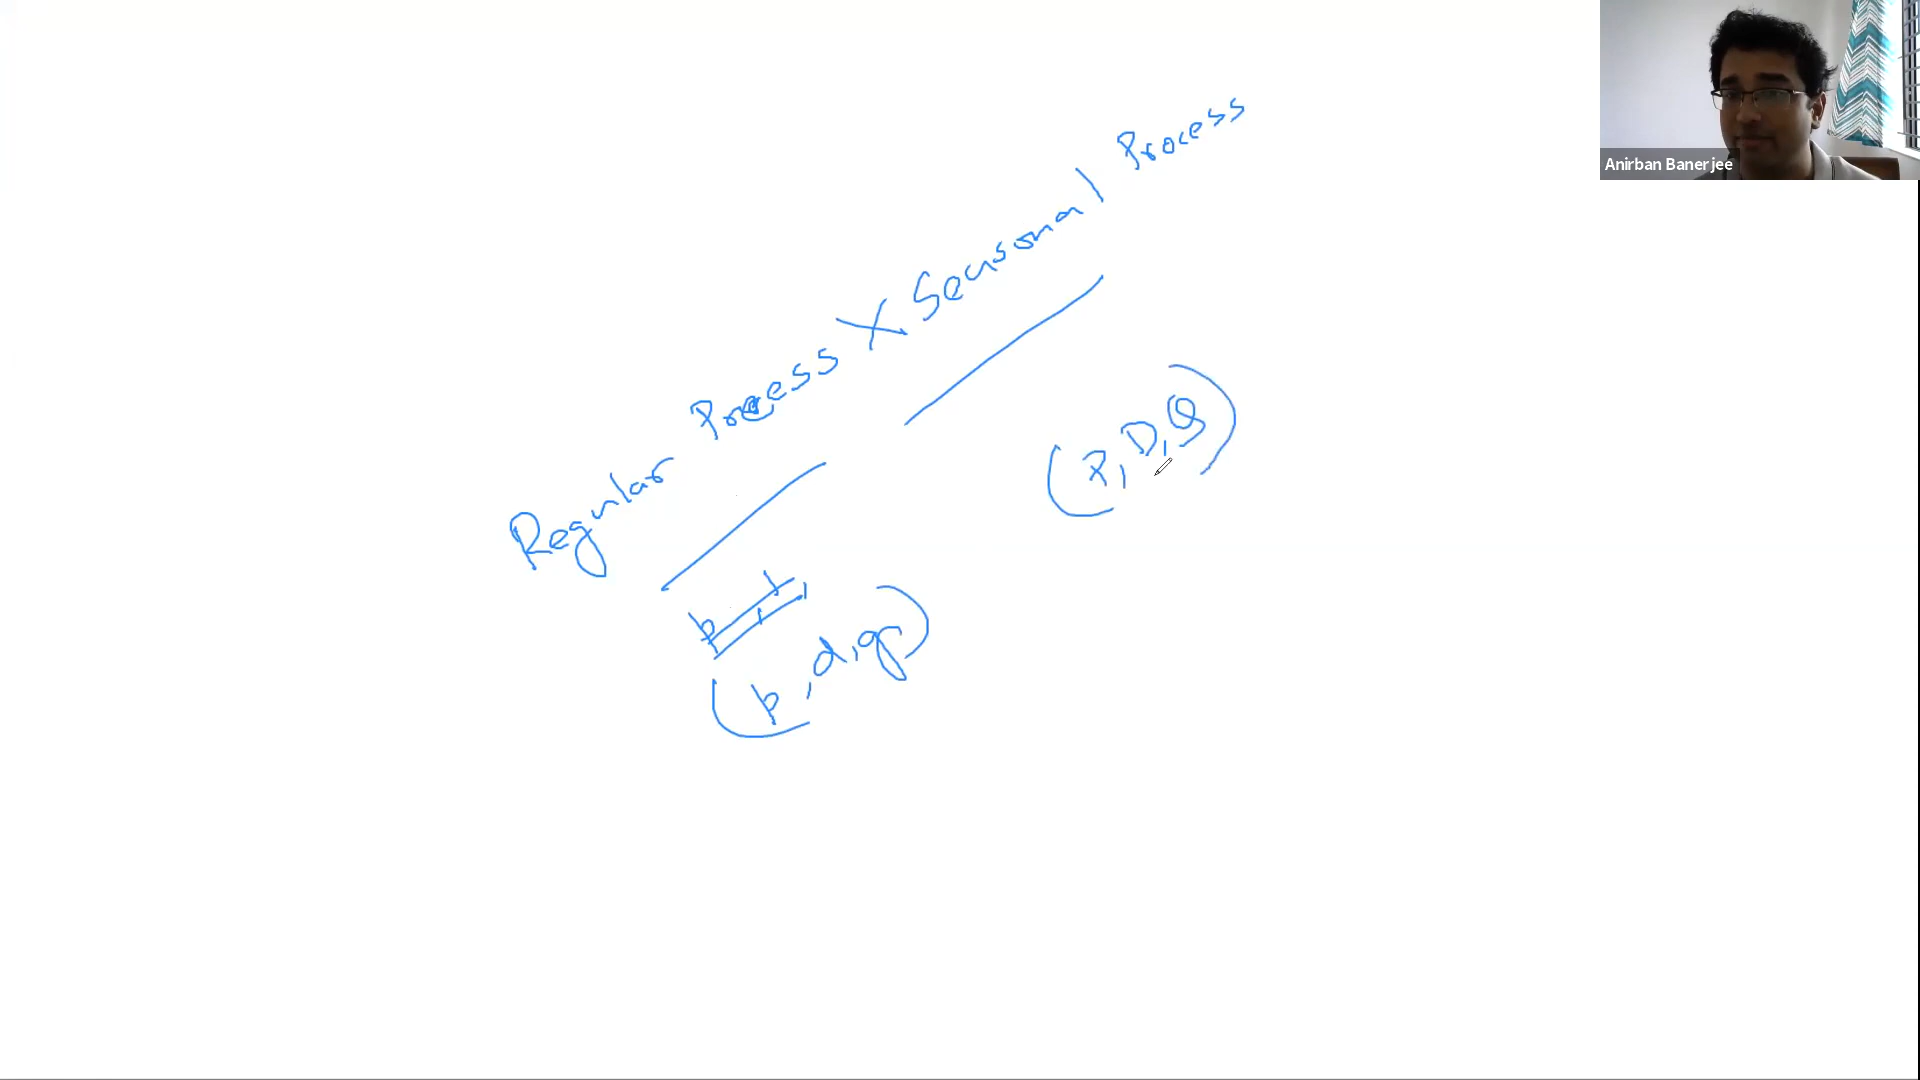 Anirban Banerjee
Regular Process X Seasonal Process
(P, D, Q)
(p, d, q)